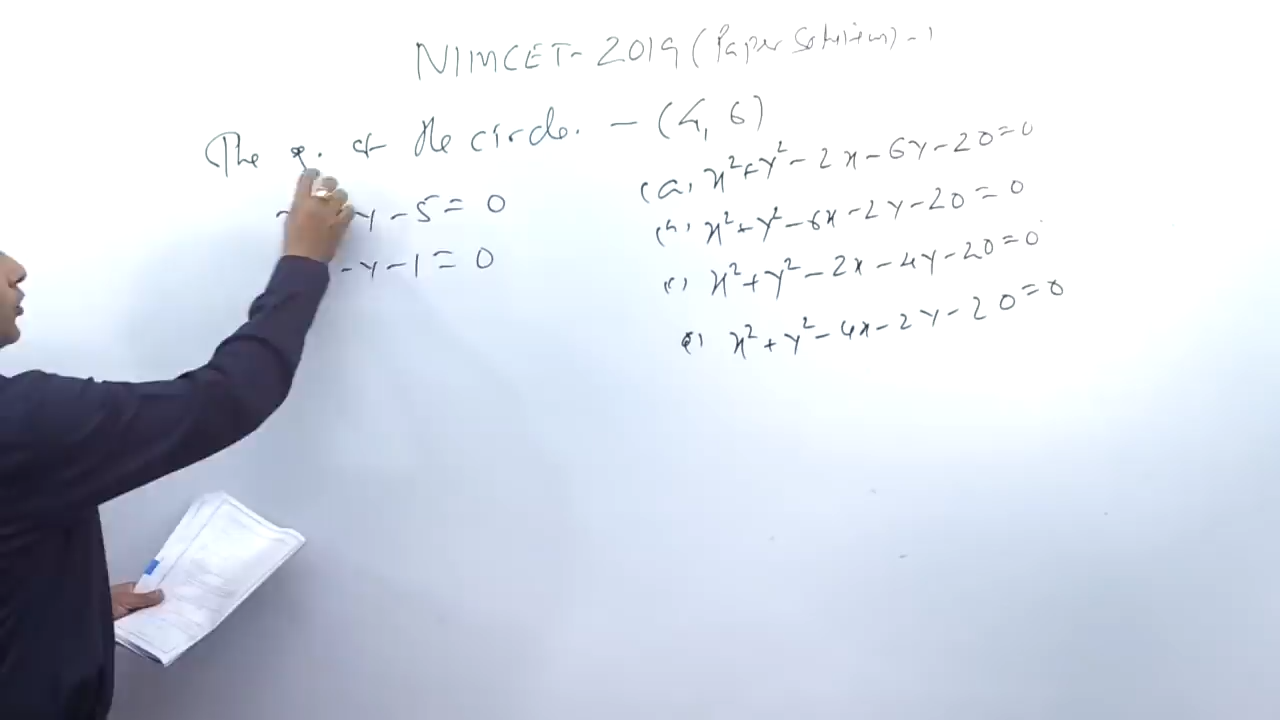 NIMCET-2019 (Paper Solution)-1
The eq. of the circle. - (4, 6)
y-5=0
-y-1=0
(a) x²+y²-2x-6y-20=0
(b) x²+y²-6x-2y-20=0
(c) x²+y²-2x-4y-20=0
x²+y²-4x-2y-20=0